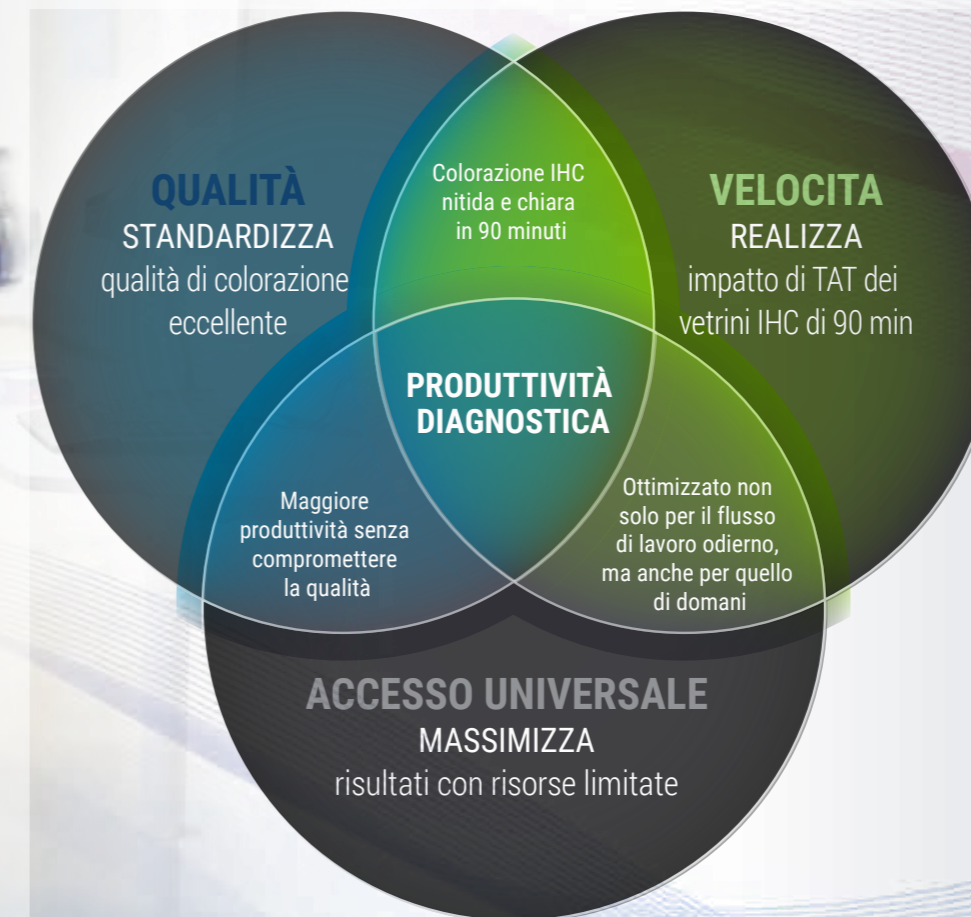 QUALITÀ
STANDARDIZZA
qualità di colorazione
eccellente
Colorazione IHC
nitida e chiara
in 90 minuti
VELOCITA
REALIZZA
impatto di TAT dei
vetrini IHC di 90 min
PRODUTTIVITÀ
DIAGNOSTICA
Maggiore
produttività senza
compromettere
la qualità
Ottimizzato non
solo per il flusso
di lavoro odierno,
ma anche per quello
di domani
ACCESSO UNIVERSALE
MASSIMIZZA
risultati con risorse limitate